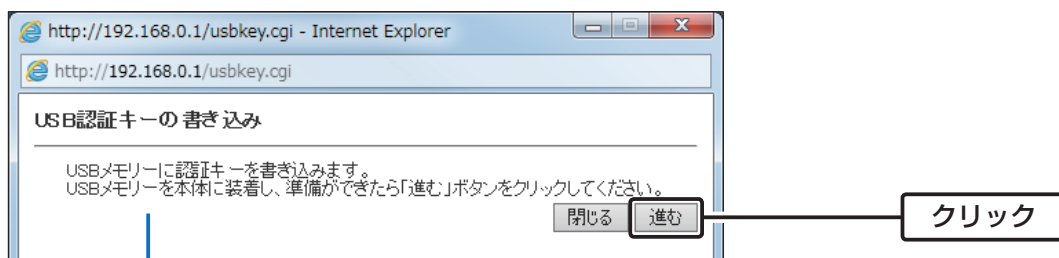 http://192.168.0.1/usbkey.cgi - Internet Explorer
http://192.168.0.1/usbkey.cgi
USB認証キーの書き込み
USBメモリーに認証キーを書き込みます。
USBメモリーを本体に装着し、準備ができたら「進む」ボタンをクリックしてください。
閉じる 進む クリック